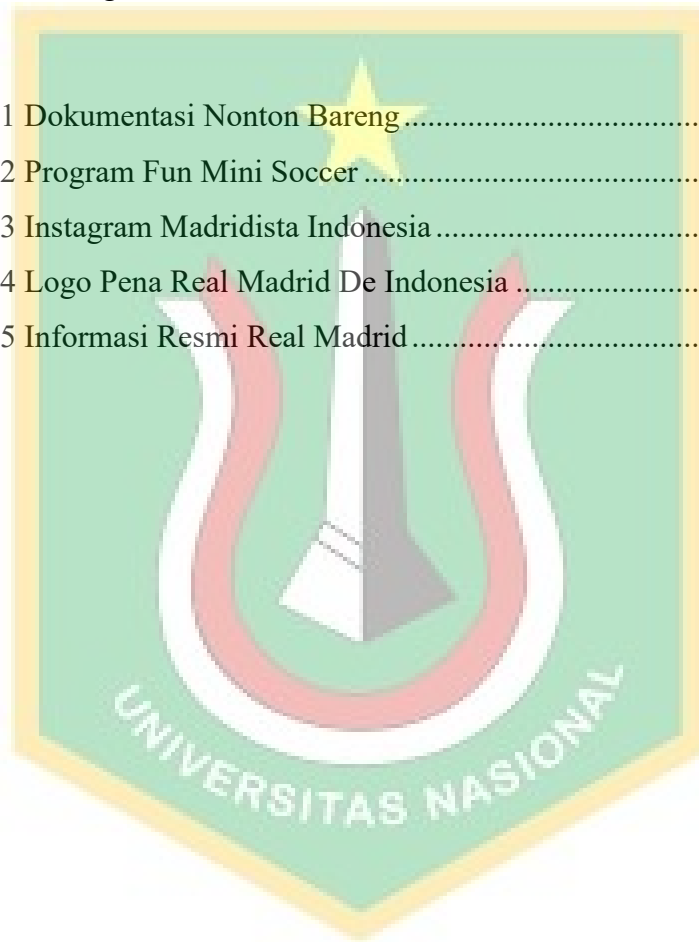 1 Dokumentasi Nonton Bareng..................................
2 Program Fun Mini Soccer.......................................
3 Instagram Madridista Indonesia..............................
4 Logo Pena Real Madrid De Indonesia .....................
5 Informasi Resmi Real Madrid.................................
UNIVERSITAS NASIONAL